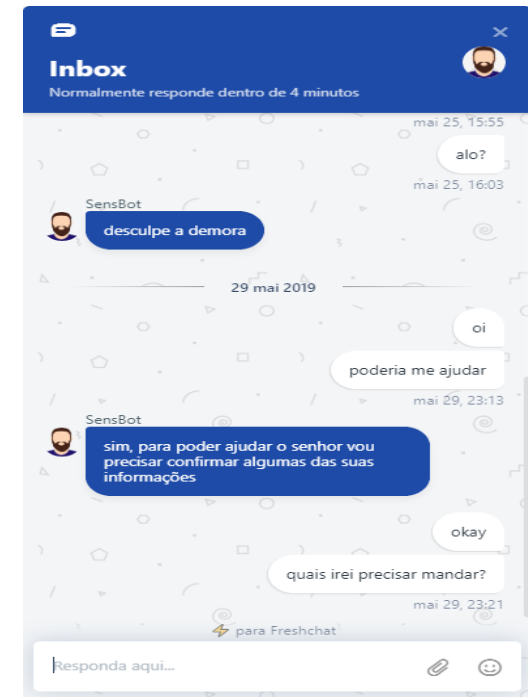 Inbox
Normalmente responde dentro de 4 minutos
mai 25, 15:55
alo?
mai 25, 16:03
SensBot
desculpe a demora
29 mai 2019
oi
poderia me ajudar
mai 29, 23:13
SensBot
sim, para poder ajudar o senhor vou
precisar confirmar algumas das suas
informações
okay
quais irei precisar mandar?
mai 29, 23:21
para Freshchat
Responda aqui...